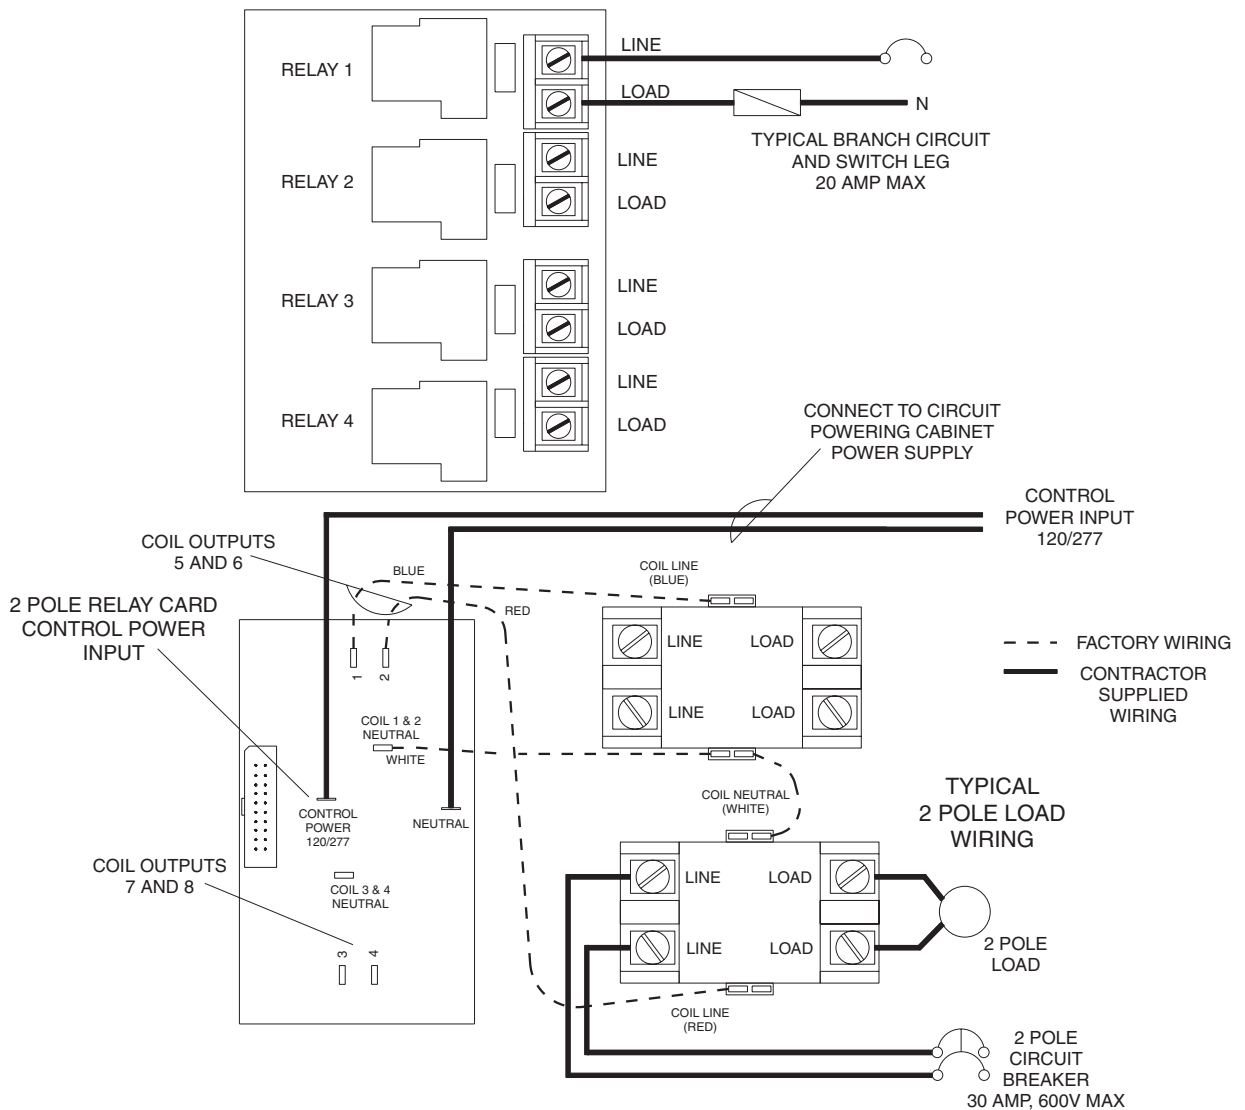 RELAY 1
LINE
LOAD
N
TYPICAL BRANCH CIRCUIT
AND SWITCH LEG
20 AMP MAX
RELAY 2
LINE
LOAD
RELAY 3
LINE
LOAD
RELAY 4
LINE
LOAD
CONNECT TO CIRCUIT
POWERING CABINET
POWER SUPPLY
CONTROL
POWER INPUT
120/277
COIL OUTPUTS
5 AND 6
BLUE
RED
COIL LINE
(BLUE)
2 POLE RELAY CARD
CONTROL POWER
INPUT
1
2
LINE
LOAD
LINE
LOAD
FACTORY WIRING
CONTRACTOR
SUPPLIED
WIRING
COIL 1 & 2
NEUTRAL
WHITE
CONTROL
POWER
120/277
NEUTRAL
COIL NEUTRAL
(WHITE)
TYPICAL
2 POLE LOAD
WIRING
COIL OUTPUTS
7 AND 8
COIL 3 & 4
NEUTRAL
3
4
LINE
LOAD
LINE
LOAD
2 POLE
LOAD
COIL LINE
(RED)
2 POLE
CIRCUIT
BREAKER
30 AMP, 600V MAX